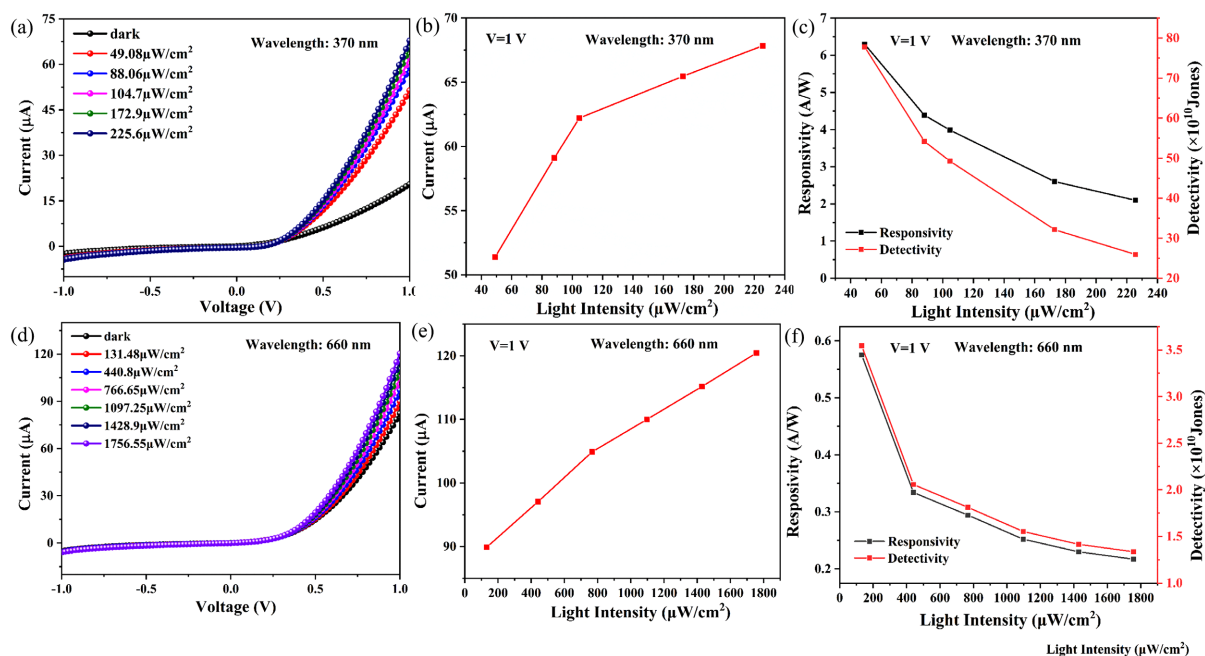 (a)
75
60
45
30
15
0
-1.0
-0.5
0.0
0.5
1.0
Current (μA)
Voltage (V)
dark
49.08μW/cm²
88.06μW/cm²
104.7μW/cm²
172.9μW/cm²
225.6μW/cm²
Wavelength: 370 nm
(b)
70
65
60
55
50
40
60
80
100
120
140
160
180
200
220
240
Current (μA)
Light Intensity (μW/cm²)
V=1 V
Wavelength: 370 nm
(c)
7
6
5
4
3
2
1
0
40
60
80
100
120
140
160
180
200
220
240
80
70
60
50
40
30
20
Responsivity (A/W)
Light Intensity (μW/cm²)
Detectivity (×10¹⁰Jones)
V=1 V
Wavelength: 370 nm
Responsivity
Detectivity
(d)
120
90
60
30
0
-1.0
-0.5
0.0
0.5
1.0
Current (μA)
Voltage (V)
dark
131.48μW/cm²
440.8μW/cm²
766.65μW/cm²
1097.25μW/cm²
1428.9μW/cm²
1756.55μW/cm²
Wavelength: 660 nm
(e)
120
110
100
90
0
200
400
600
800
1000
1200
1400
1600
1800
Current (μA)
Light Intensity (μW/cm²)
V=1 V
Wavelength: 660 nm
(f)
0.6
0.5
0.4
0.3
0.2
0
200
400
600
800
1000
1200
1400
1600
1800
3.5
3.0
2.5
2.0
1.5
1.0
Resposivity (A/W)
Light Intensity (μW/cm²)
Detectivity (×10¹⁰Jones)
V=1 V
Wavelength: 660 nm
Responsivity
Detectivity
Light Intensity (μW/cm²)